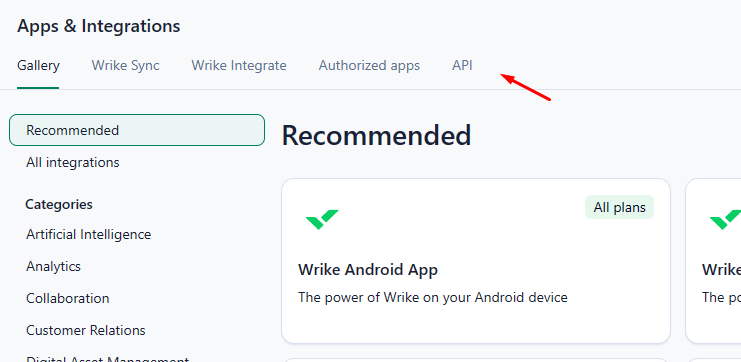 Apps & Integrations
Gallery Wrike Sync Wrike Integrate Authorized apps API
Recommended
All integrations
Categories
Artificial Intelligence
Analytics
Collaboration
Customer Relations
Digital Asset Management
Recommended
All plans
Wrike Android App
The power of Wrike on your Android device
Wrike
The po